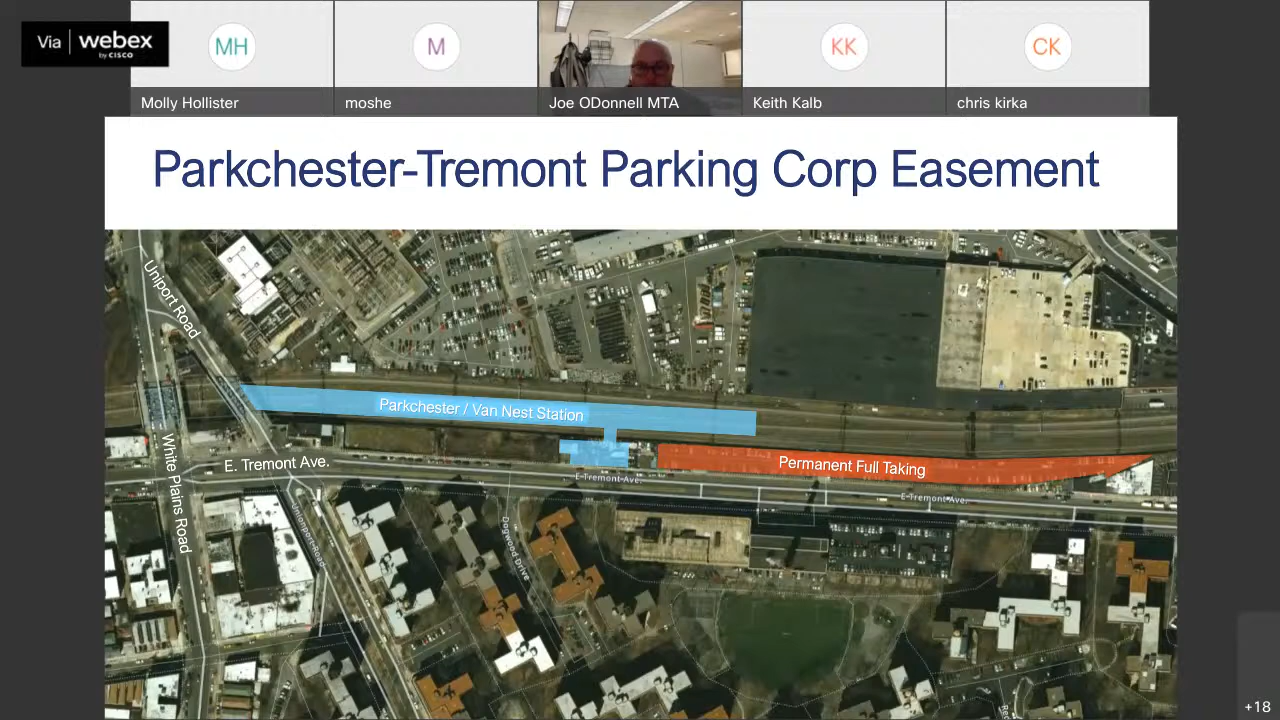 Via webex
by CISCO
MH
M
KK
CK
Molly Hollister
moshe
Joe ODonnell MTA
Keith Kalb
chris kirka
Parkchester-Tremont Parking Corp Easement
Uniport Road
Parkchester / Van Nest Station
White Plains Road
E. Tremont Ave.
Permanent Full Taking
E-Tremont-Ave.
E-Tremont-Ave.
Unionport-Road
Dogwood Drive
+18